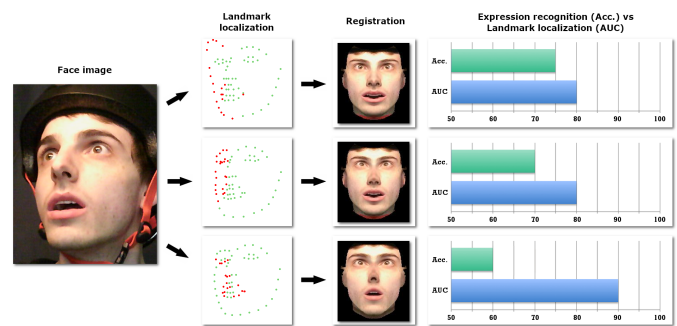 Landmark
localization
Registration
Expression recognition (Acc.) vs
Landmark localization (AUC)
Face image
Acc.
AUC
50 60 70 80 90 100
Acc.
AUC
50 60 70 80 90 100
Acc.
AUC
50 60 70 80 90 100